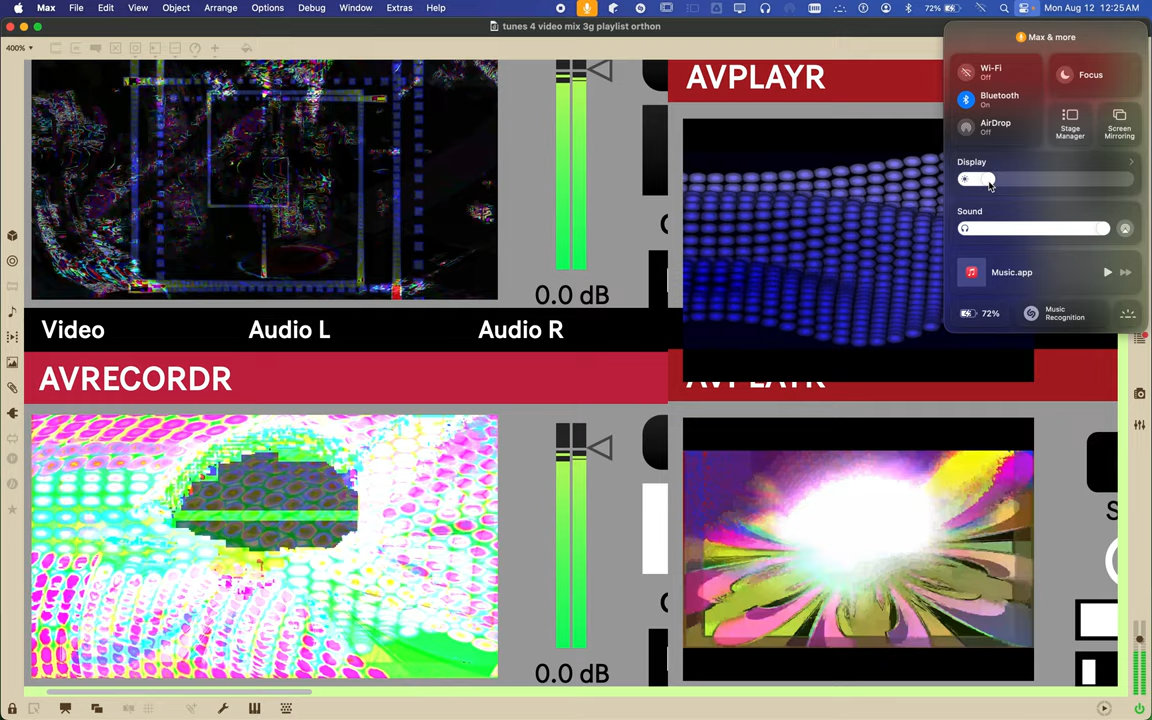 Max File Edit View Object Arrange Options Debug Window Extras Help
72%
Mon Aug 12 12:25 AM
tunes 4 video mix 3g playlist orthon
400%
Max & more
Wi-Fi
Off
Bluetooth
On
AirDrop
Off
Focus
Stage
Manager
Screen
Mirroring
Display
Sound
Music.app
72%
Music
Recognition
AVPLAYR
0.0 dB
Video Audio L Audio R
AVRECORDR
AVPLAYR
0.0 dB